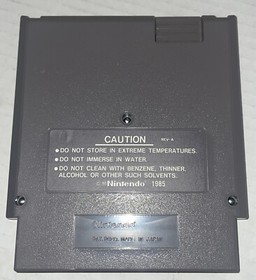 CAUTION
REV-A
• DO NOT STORE IN EXTREME TEMPERATURES.
• DO NOT IMMERSE IN WATER.
• DO NOT CLEAN WITH BENZENE, THINNER,
ALCOHOL OR OTHER SUCH SOLVENTS.
© Nintendo 1985
Nintendo